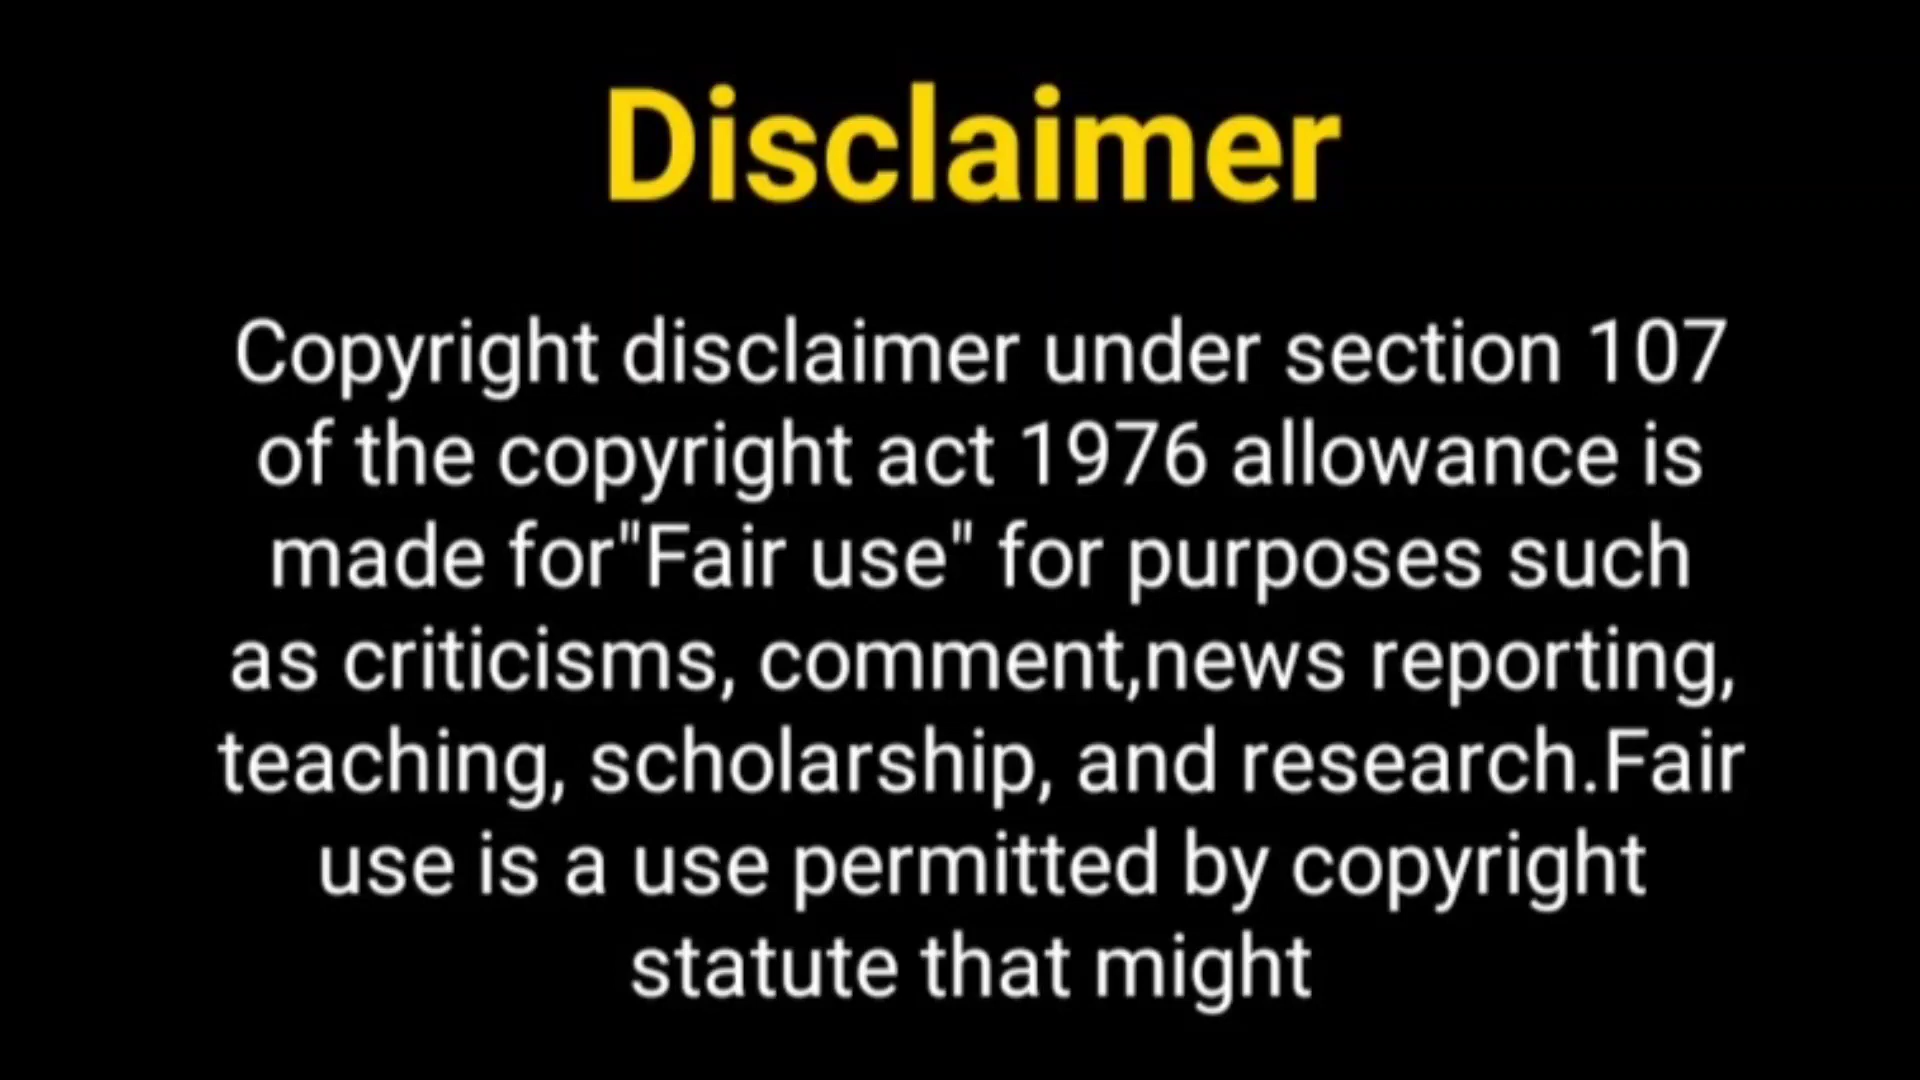 Disclaimer
Copyright disclaimer under section 107
of the copyright act 1976 allowance is
made for"Fair use" for purposes such
as criticisms, comment,news reporting,
teaching, scholarship, and research.Fair
use is a use permitted by copyright
statute that might